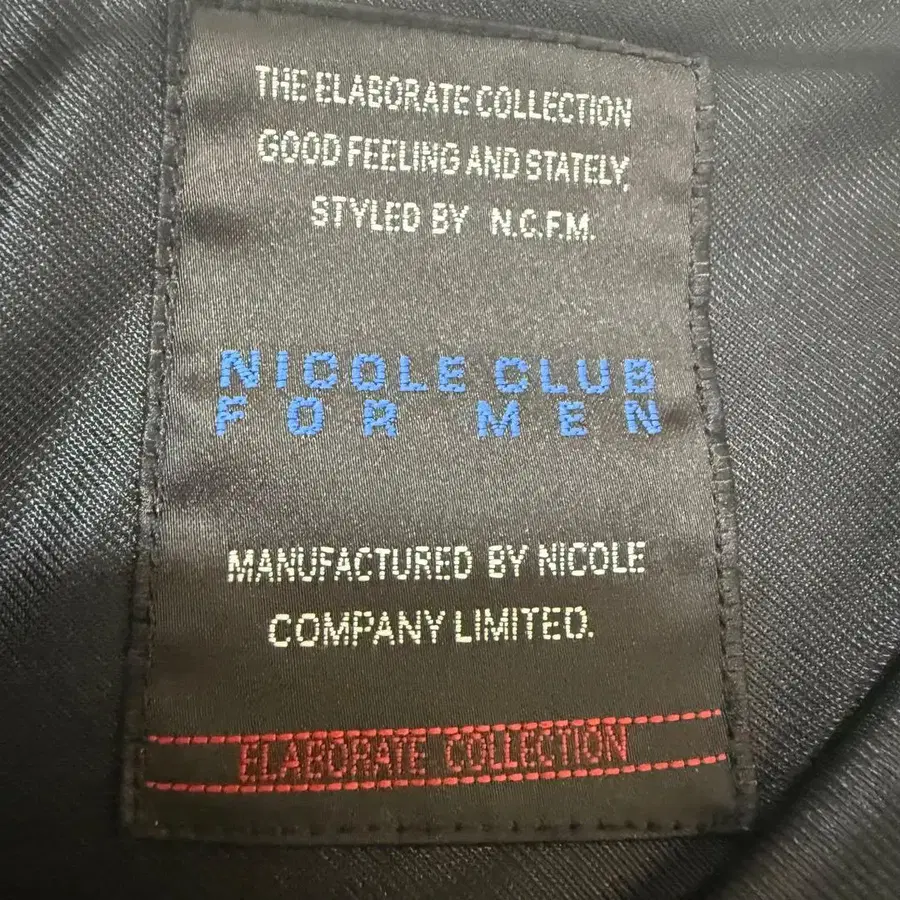 THE ELABORATE COLLECTION
GOOD FEELING AND STATELY,
STYLED BY N.C.F.M.
NICOLE CLUB
FOR MEN
MANUFACTURED BY NICOLE
COMPANY LIMITED.
ELABORATE COLLECTION